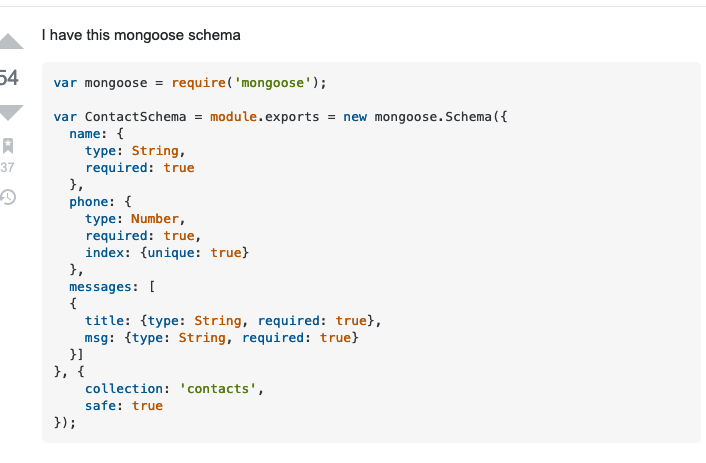 I have this mongoose schema
54
37
var mongoose = require('mongoose');

var ContactSchema = module.exports = new mongoose.Schema({
  name: {
    type: String,
    required: true
  },
  phone: {
    type: Number,
    required: true,
    index: {unique: true}
  },
  messages: [
  {
    title: {type: String, required: true},
    msg: {type: String, required: true}
  }]
}, {
    collection: 'contacts',
    safe: true
});